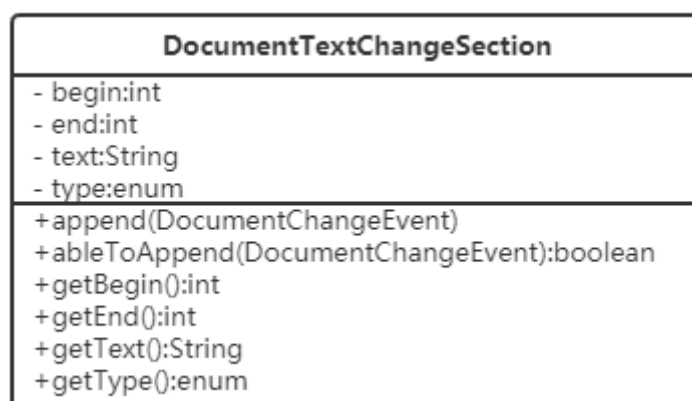 DocumentTextChangeSection
- begin:int
- end:int
- text:String
- type:enum
+append(DocumentChangeEvent)
+ableToAppend(DocumentChangeEvent):boolean
+getBegin():int
+getEnd():int
+getText():String
+getType():enum